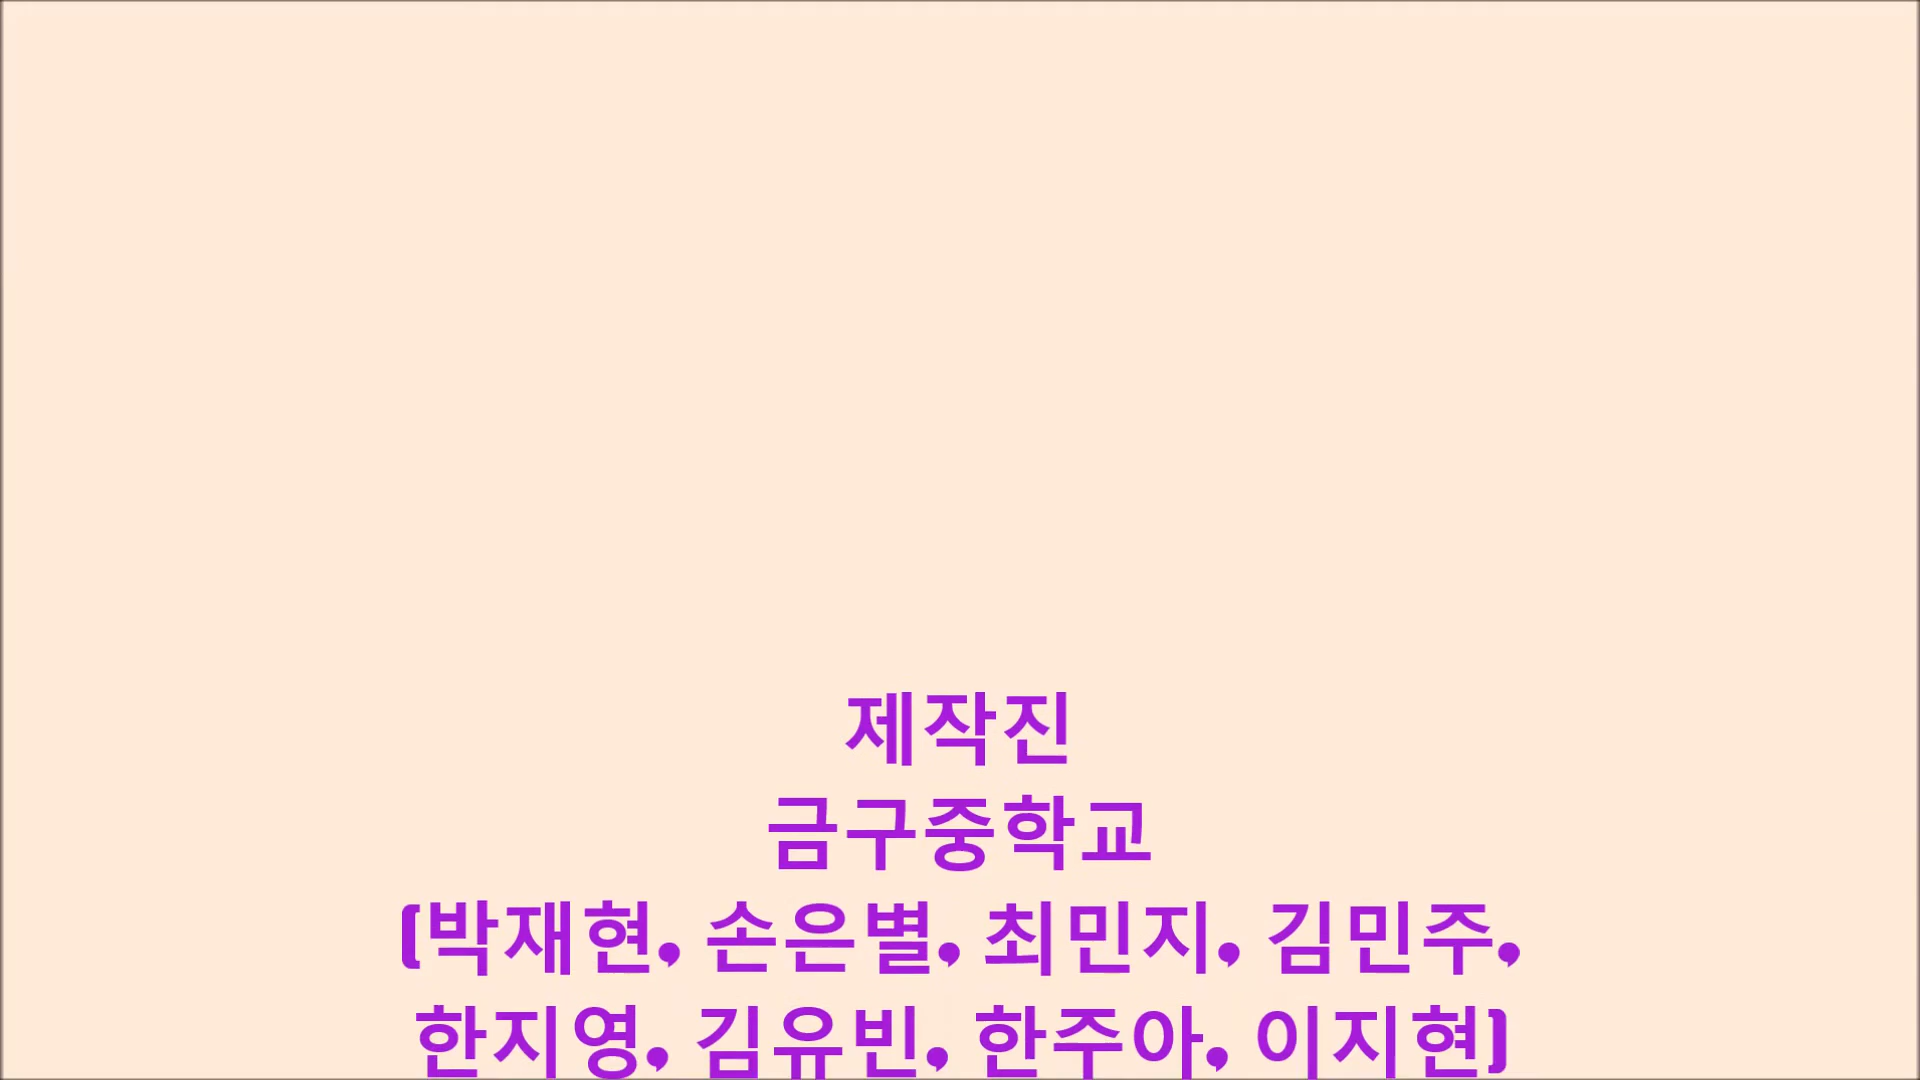 제작진
금구중학교
(박재현, 손은별, 최민지, 김민주,
한지영, 김유빈, 한주아, 이지현)